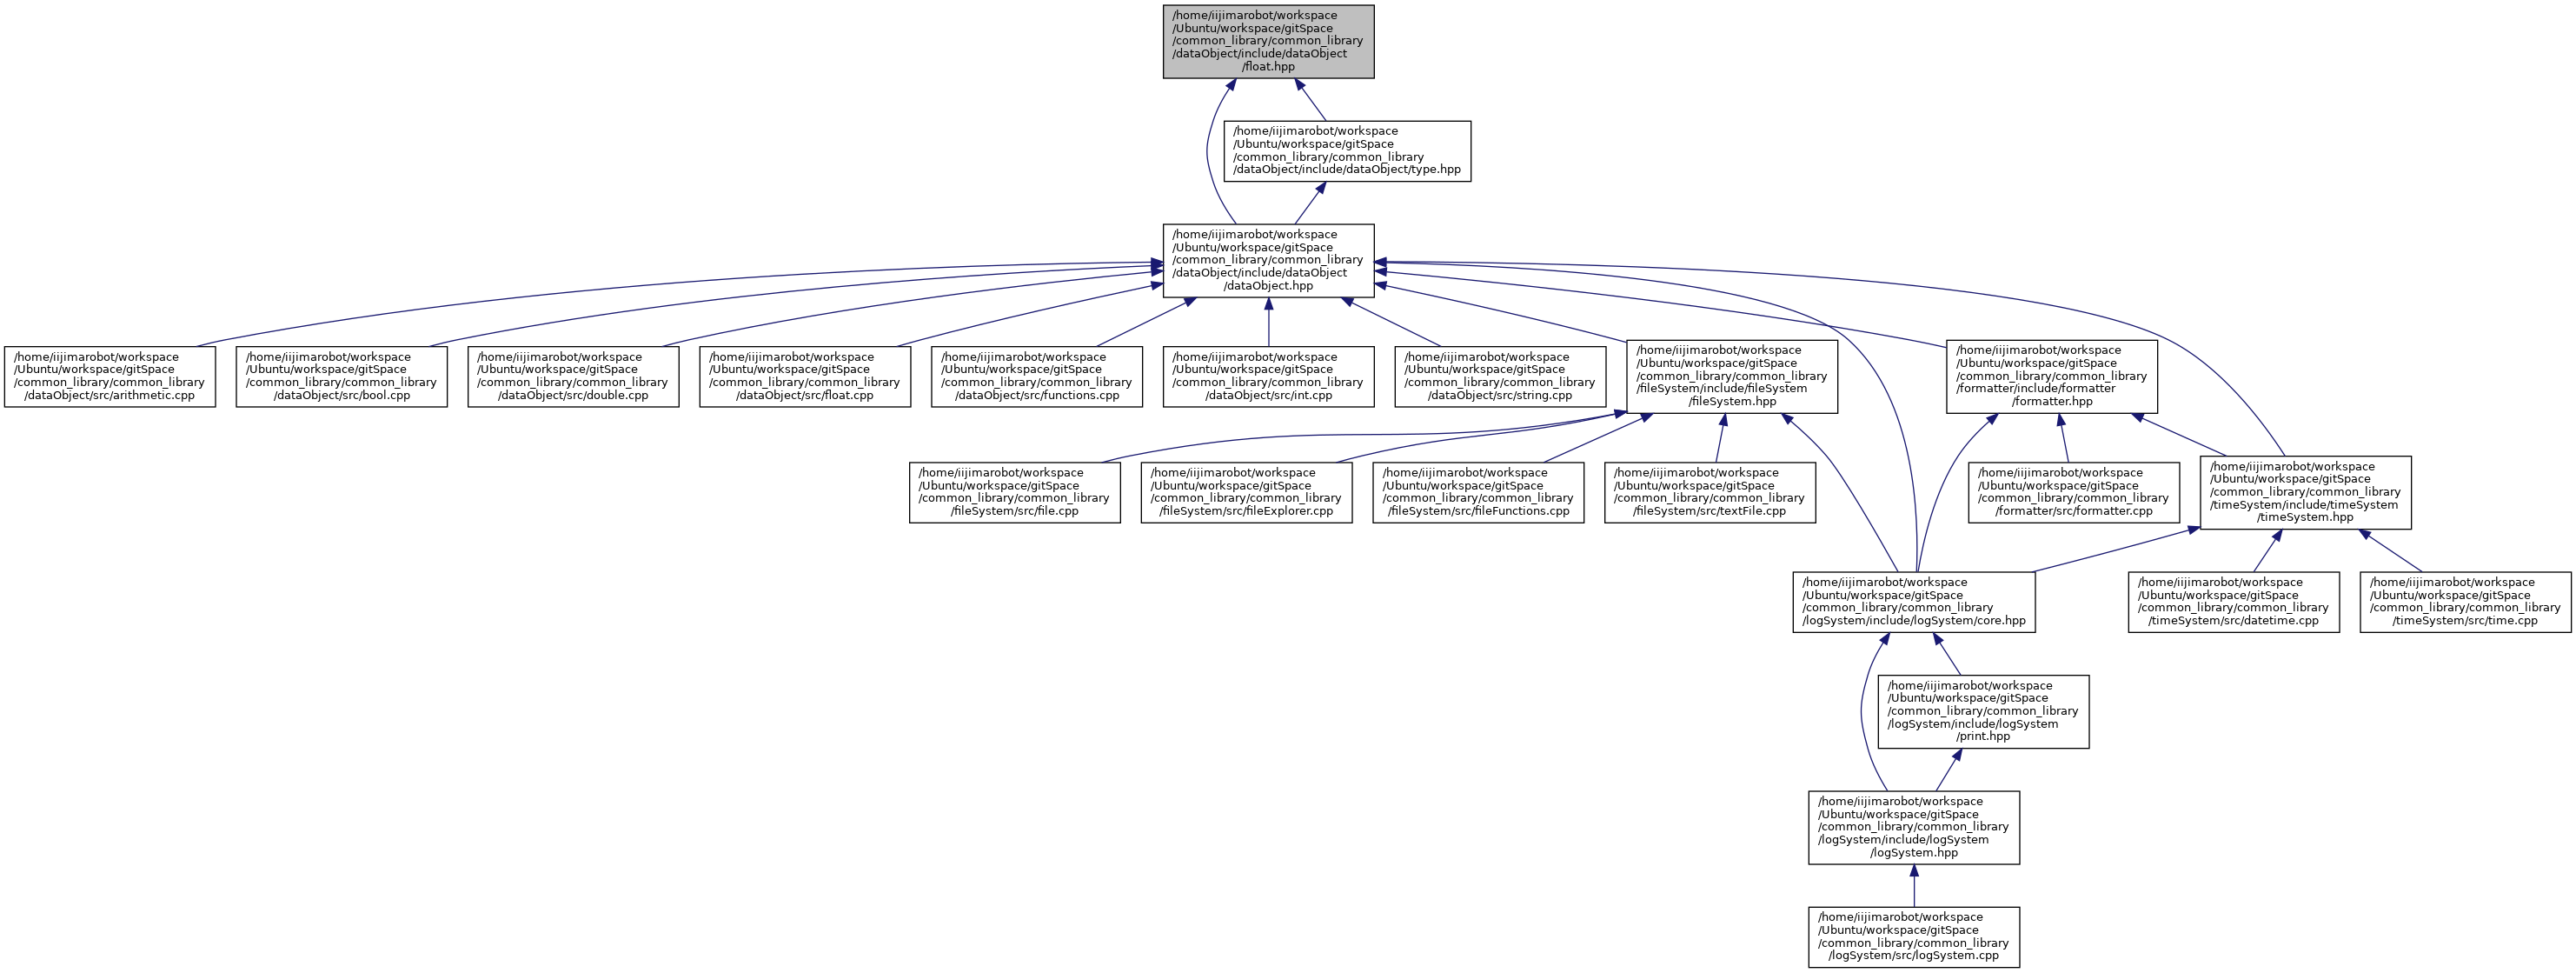 /home/iijimarobot/workspace
/Ubuntu/workspace/gitSpace
/common_library/common_library
/dataObject/include/dataObject
/float.hpp
/home/iijimarobot/workspace
/Ubuntu/workspace/gitSpace
/common_library/common_library
/dataObject/include/dataObject/type.hpp
/home/iijimarobot/workspace
/Ubuntu/workspace/gitSpace
/common_library/common_library
/dataObject/include/dataObject
/dataObject.hpp
/home/iijimarobot/workspace
/Ubuntu/workspace/gitSpace
/common_library/common_library
/dataObject/src/arithmetic.cpp
/home/iijimarobot/workspace
/Ubuntu/workspace/gitSpace
/common_library/common_library
/dataObject/src/bool.cpp
/home/iijimarobot/workspace
/Ubuntu/workspace/gitSpace
/common_library/common_library
/dataObject/src/double.cpp
/home/iijimarobot/workspace
/Ubuntu/workspace/gitSpace
/common_library/common_library
/dataObject/src/float.cpp
/home/iijimarobot/workspace
/Ubuntu/workspace/gitSpace
/common_library/common_library
/dataObject/src/functions.cpp
/home/iijimarobot/workspace
/Ubuntu/workspace/gitSpace
/common_library/common_library
/dataObject/src/int.cpp
/home/iijimarobot/workspace
/Ubuntu/workspace/gitSpace
/common_library/common_library
/dataObject/src/string.cpp
/home/iijimarobot/workspace
/Ubuntu/workspace/gitSpace
/common_library/common_library
/fileSystem/include/fileSystem
/fileSystem.hpp
/home/iijimarobot/workspace
/Ubuntu/workspace/gitSpace
/common_library/common_library
/formatter/include/formatter
/formatter.hpp
/home/iijimarobot/workspace
/Ubuntu/workspace/gitSpace
/common_library/common_library
/fileSystem/src/file.cpp
/home/iijimarobot/workspace
/Ubuntu/workspace/gitSpace
/common_library/common_library
/fileSystem/src/fileExplorer.cpp
/home/iijimarobot/workspace
/Ubuntu/workspace/gitSpace
/common_library/common_library
/fileSystem/src/fileFunctions.cpp
/home/iijimarobot/workspace
/Ubuntu/workspace/gitSpace
/common_library/common_library
/fileSystem/src/textFile.cpp
/home/iijimarobot/workspace
/Ubuntu/workspace/gitSpace
/common_library/common_library
/formatter/src/formatter.cpp
/home/iijimarobot/workspace
/Ubuntu/workspace/gitSpace
/common_library/common_library
/timeSystem/include/timeSystem
/timeSystem.hpp
/home/iijimarobot/workspace
/Ubuntu/workspace/gitSpace
/common_library/common_library
/logSystem/include/logSystem/core.hpp
/home/iijimarobot/workspace
/Ubuntu/workspace/gitSpace
/common_library/common_library
/timeSystem/src/datetime.cpp
/home/iijimarobot/workspace
/Ubuntu/workspace/gitSpace
/common_library/common_library
/timeSystem/src/time.cpp
/home/iijimarobot/workspace
/Ubuntu/workspace/gitSpace
/common_library/common_library
/logSystem/include/logSystem
/print.hpp
/home/iijimarobot/workspace
/Ubuntu/workspace/gitSpace
/common_library/common_library
/logSystem/include/logSystem
/logSystem.hpp
/home/iijimarobot/workspace
/Ubuntu/workspace/gitSpace
/common_library/common_library
/logSystem/src/logSystem.cpp